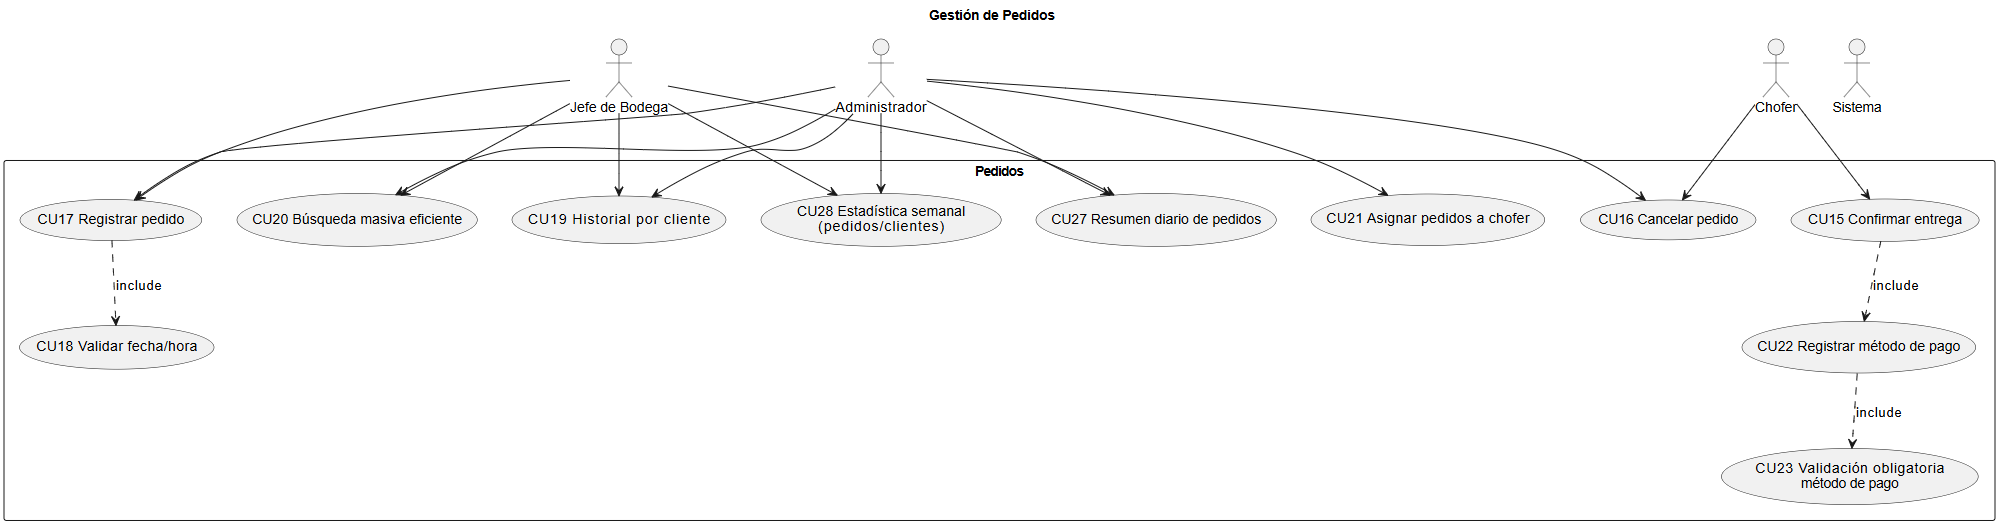 Gestión de Pedidos
Jefe de Bodega
Administrador
Chofer
Sistema
Pedidos
CU17 Registrar pedido
CU20 Búsqueda masiva eficiente
CU19 Historial por cliente
CU28 Estadística semanal
(pedidos/clientes)
CU27 Resumen diario de pedidos
CU21 Asignar pedidos a chofer
CU16 Cancelar pedido
CU15 Confirmar entrega
include
include
CU18 Validar fecha/hora
CU22 Registrar método de pago
include
CU23 Validación obligatoria
método de pago